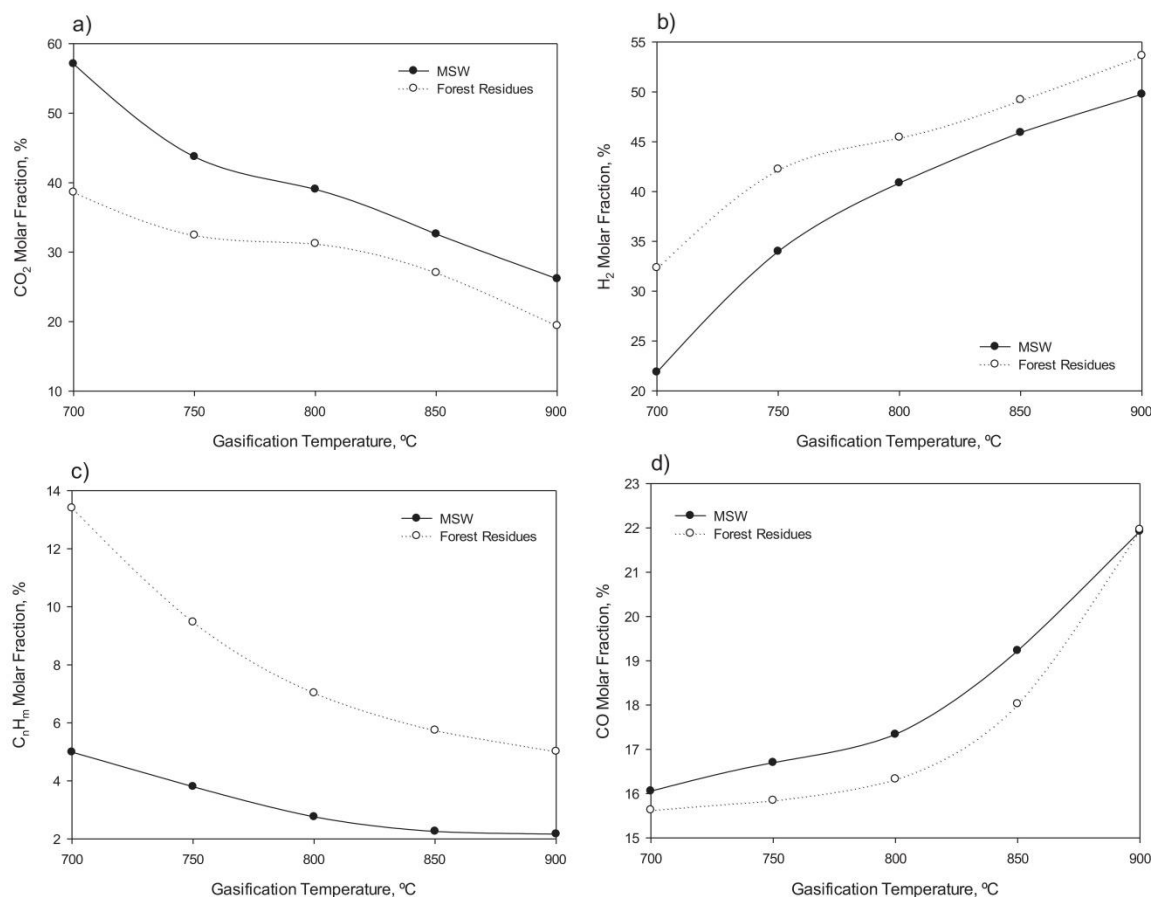 a)
60
50
40
30
20
10
CO₂ Molar Fraction, %
MSW
Forest Residues
700 750 800 850 900
Gasification Temperature, ºC
b)
55
50
45
40
35
30
25
20
H₂ Molar Fraction, %
MSW
Forest Residues
700 750 800 850 900
Gasification Temperature, ºC
c)
14
12
10
8
6
4
2
CₙHₘ Molar Fraction, %
MSW
Forest Residues
700 750 800 850 900
Gasification Temperature, ºC
d)
23
22
21
20
19
18
17
16
15
CO Molar Fraction, %
MSW
Forest Residues
700 750 800 850 900
Gasification Temperature, ºC